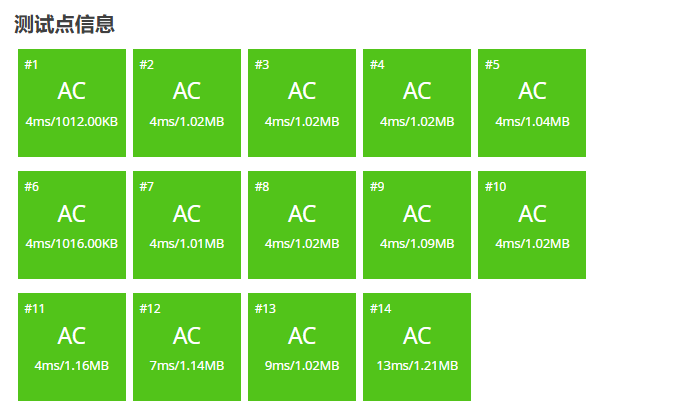 测试点信息
#1
AC
4ms/1012.00KB
#2
AC
4ms/1.02MB
#3
AC
4ms/1.02MB
#4
AC
4ms/1.02MB
#5
AC
4ms/1.04MB
#6
AC
4ms/1016.00KB
#7
AC
4ms/1.01MB
#8
AC
4ms/1.02MB
#9
AC
4ms/1.09MB
#10
AC
4ms/1.02MB
#11
AC
4ms/1.16MB
#12
AC
7ms/1.14MB
#13
AC
9ms/1.02MB
#14
AC
13ms/1.21MB